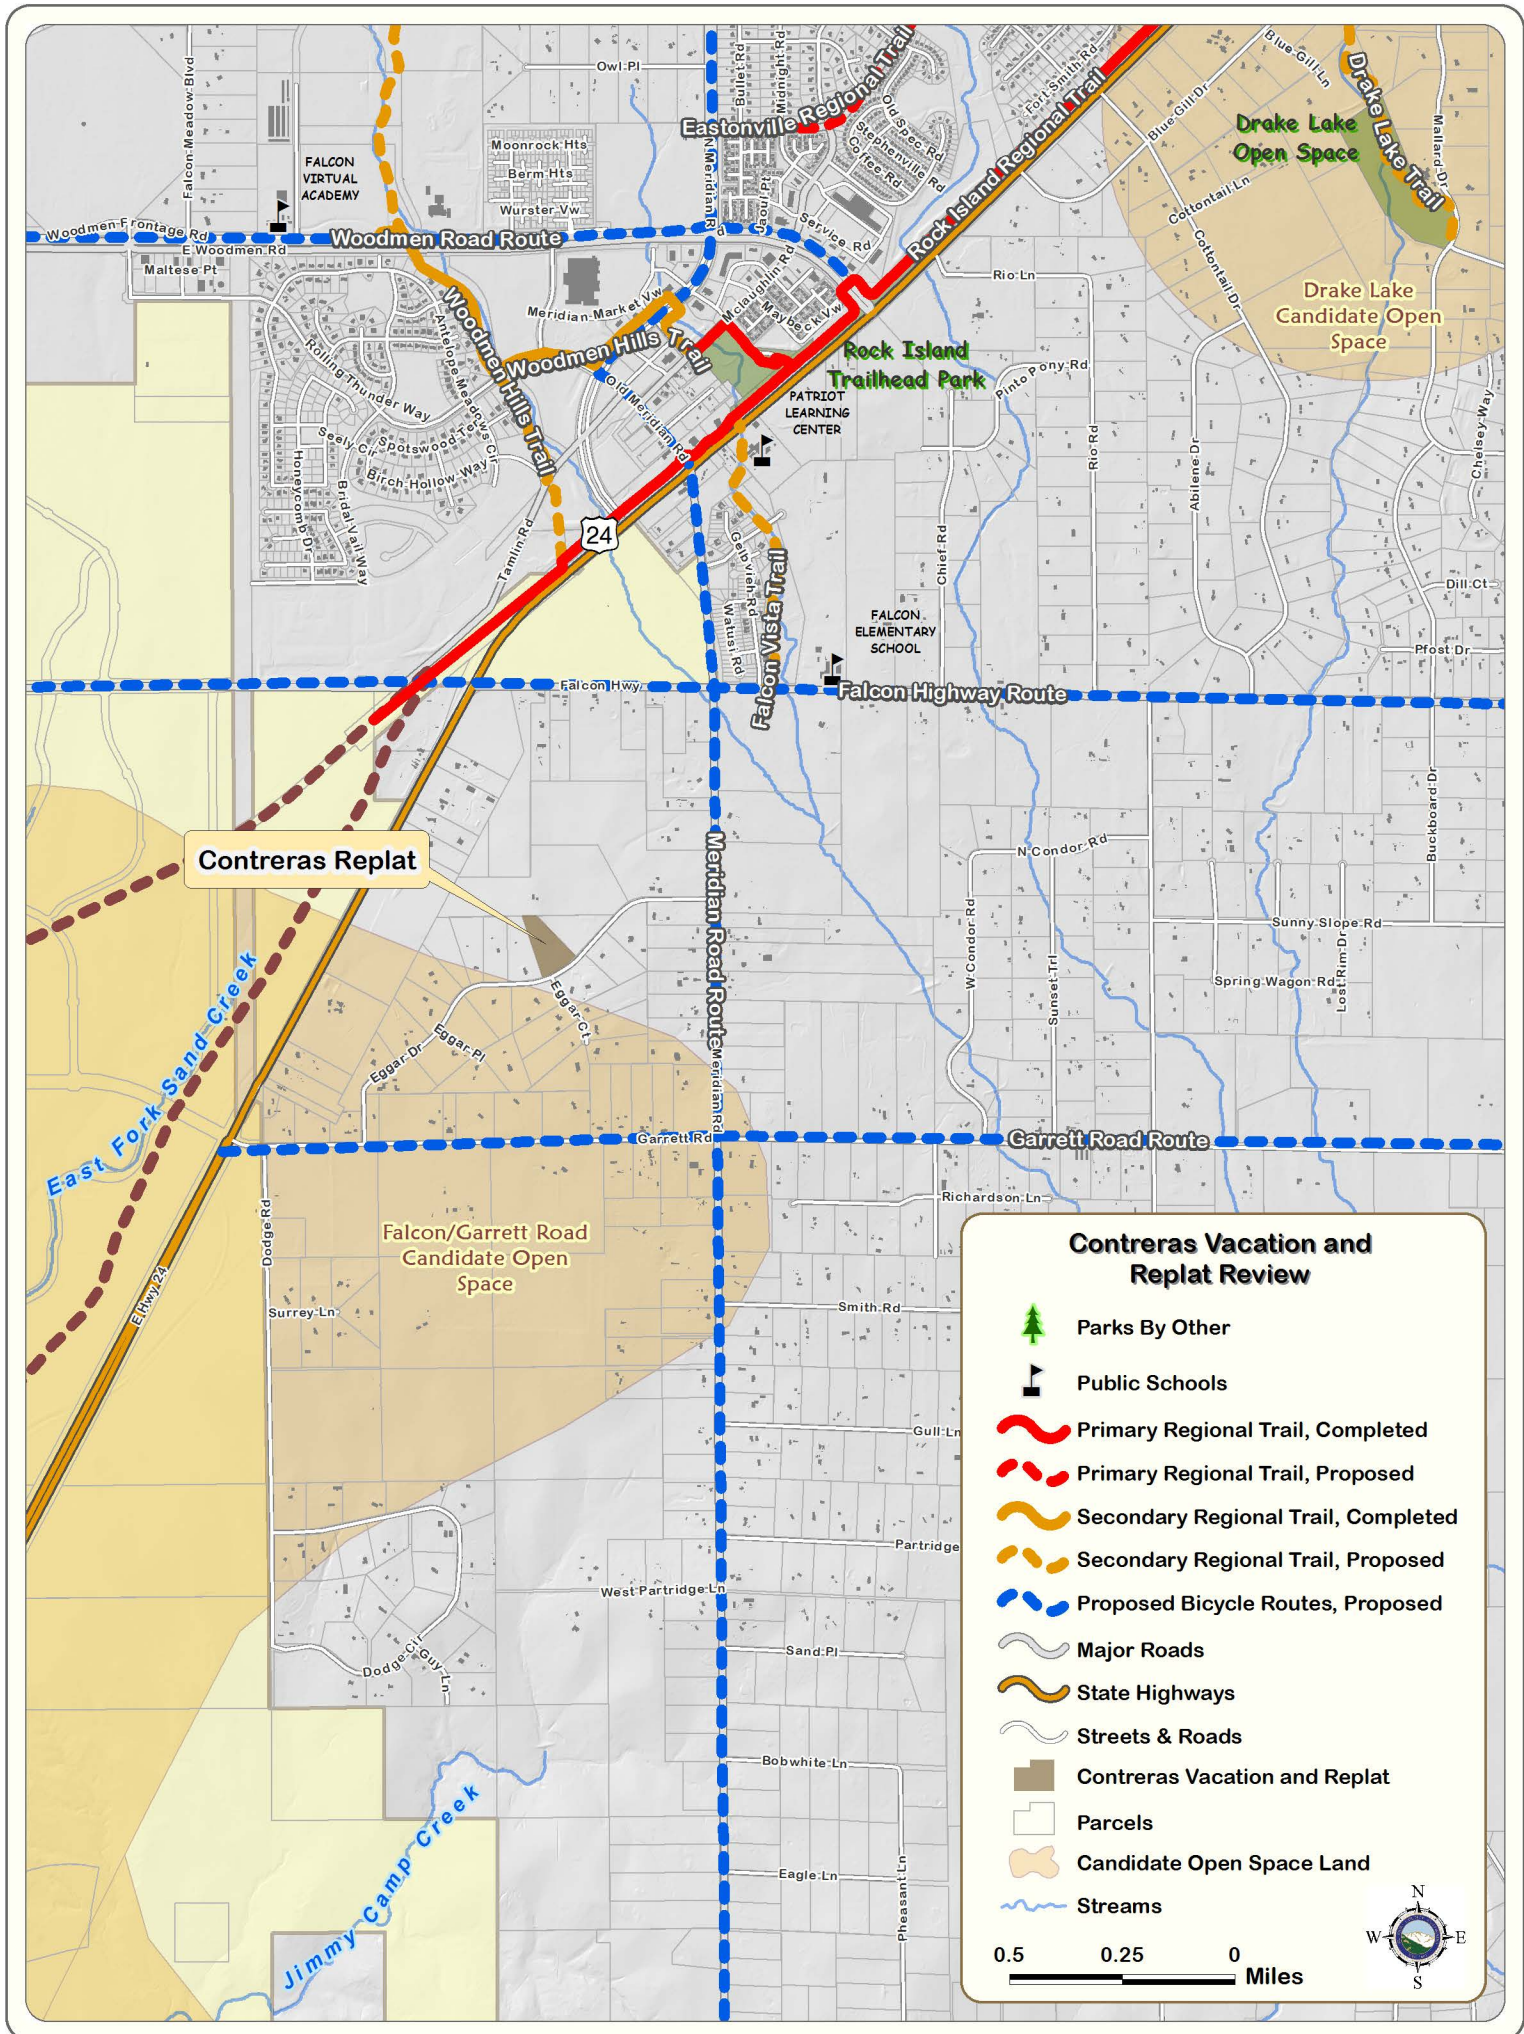 Owl Pl
Falcon Meadow Blvd
Bullet Rd
Midnight Rd
Eastonville Regional Trail
Fort Smith Rd
Blue Gill Ln
Blue Gill Dr
Drake Lake
Open Space
Drake Lake Trail
Mallard Dr
FALCON
VIRTUAL
ACADEMY
Moonrock Hts
Berm Hts
Wurster Vw
N Meridian Rd
Jaoul Pt
Old Spec Rd
Stephenville Rd
Coffee Rd
Service Rd
Rock Island Regional Trail
Cottontail Ln
Cottontail Dr
Woodmen Frontage Rd
Woodmen Road Route
E Woodmen Rd
Maltese Pt
Rio Ln
Drake Lake
Candidate Open
Space
Meridian Market Vw
Mclaughlin Rd
Maybeck Vw
Woodmen Hills Trail
Woodmen Hills Trail
Antelope Meadows Cir
Rolling Thunder Way
Rock Island
Trailhead Park
Pinto Pony Rd
PATRIOT
LEARNING
CENTER
Old Meridian Rd
Seely Cir
Spotswood Ter
Birch Hollow Way
Honeycomb Dr
Bridal Vail Way
Rio Rd
Abilene Dr
Chelsey Way
Tamlin Rd
24
Gelbvieh Rd
Watusi Rd
Falcon Vista Trail
Chief Rd
Dill Ct
FALCON
ELEMENTARY
SCHOOL
Pfost Dr
Falcon Hwy
Falcon Highway Route
Buckboard Dr
Contreras Replat
Meridian Road Route
N Condor Rd
W Condor Rd
Sunset Trl
Sunny Slope Rd
Spring Wagon Rd
Lost Rim Dr
Eggar Ct
Eggar Pl
Eggar Dr
East Fork Sand Creek
Meridian Rd
Garrett Rd
Garrett Road Route
Richardson Ln
Dodge Rd
Falcon/Garrett Road
Candidate Open
Space
E Hwy 24
Surrey Ln
Smith Rd
Gull Ln
Partridge
West Partridge Ln
Sand Pl
Dodge Cir
Guy Ln
Bobwhite Ln
Eagle Ln
Pheasant Ln
Jimmy Camp Creek
Contreras Vacation and
Replat Review
Parks By Other
Public Schools
Primary Regional Trail, Completed
Primary Regional Trail, Proposed
Secondary Regional Trail, Completed
Secondary Regional Trail, Proposed
Proposed Bicycle Routes, Proposed
Major Roads
State Highways
Streets & Roads
Contreras Vacation and Replat
Parcels
Candidate Open Space Land
Streams
N
W E
S
0.5 0.25 0
Miles